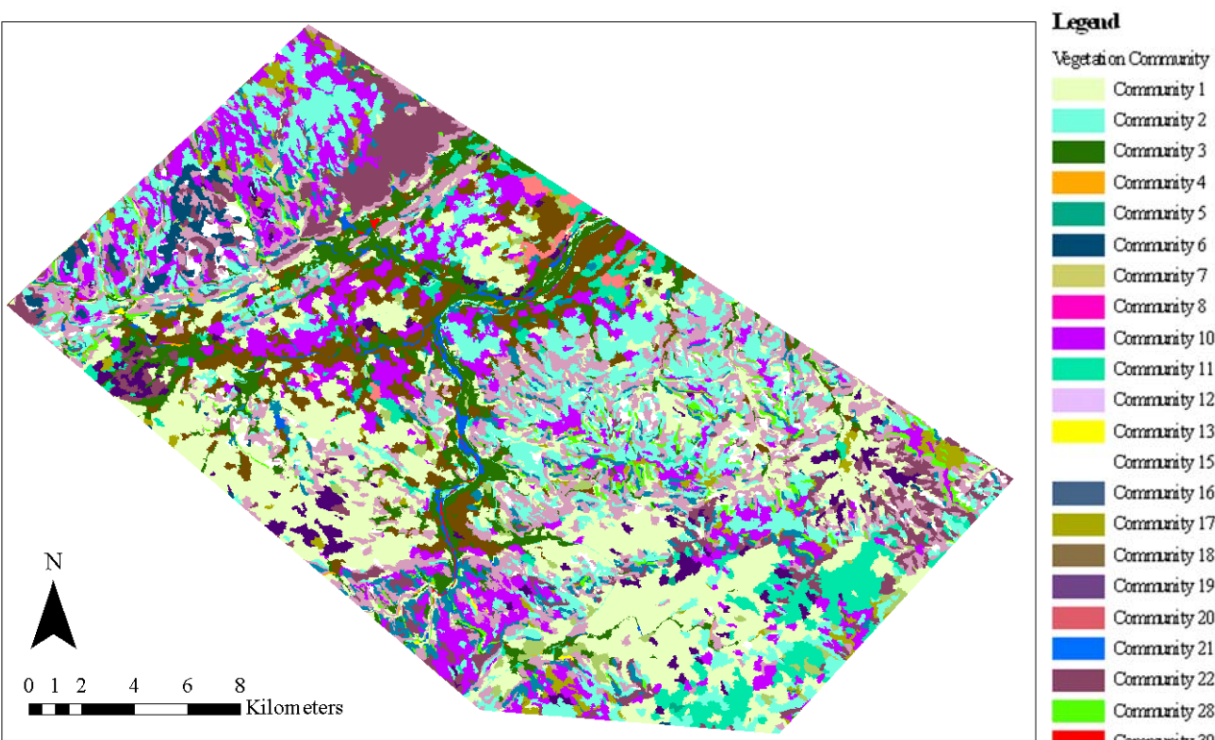 Legend
Vegetation Community
Community 1
Community 2
Community 3
Community 4
Community 5
Community 6
Community 7
Community 8
Community 10
Community 11
Community 12
Community 13
Community 15
Community 16
Community 17
Community 18
Community 19
Community 20
Community 21
Community 22
Community 28
Community
N
0 1 2 4 6 8
Kilometers